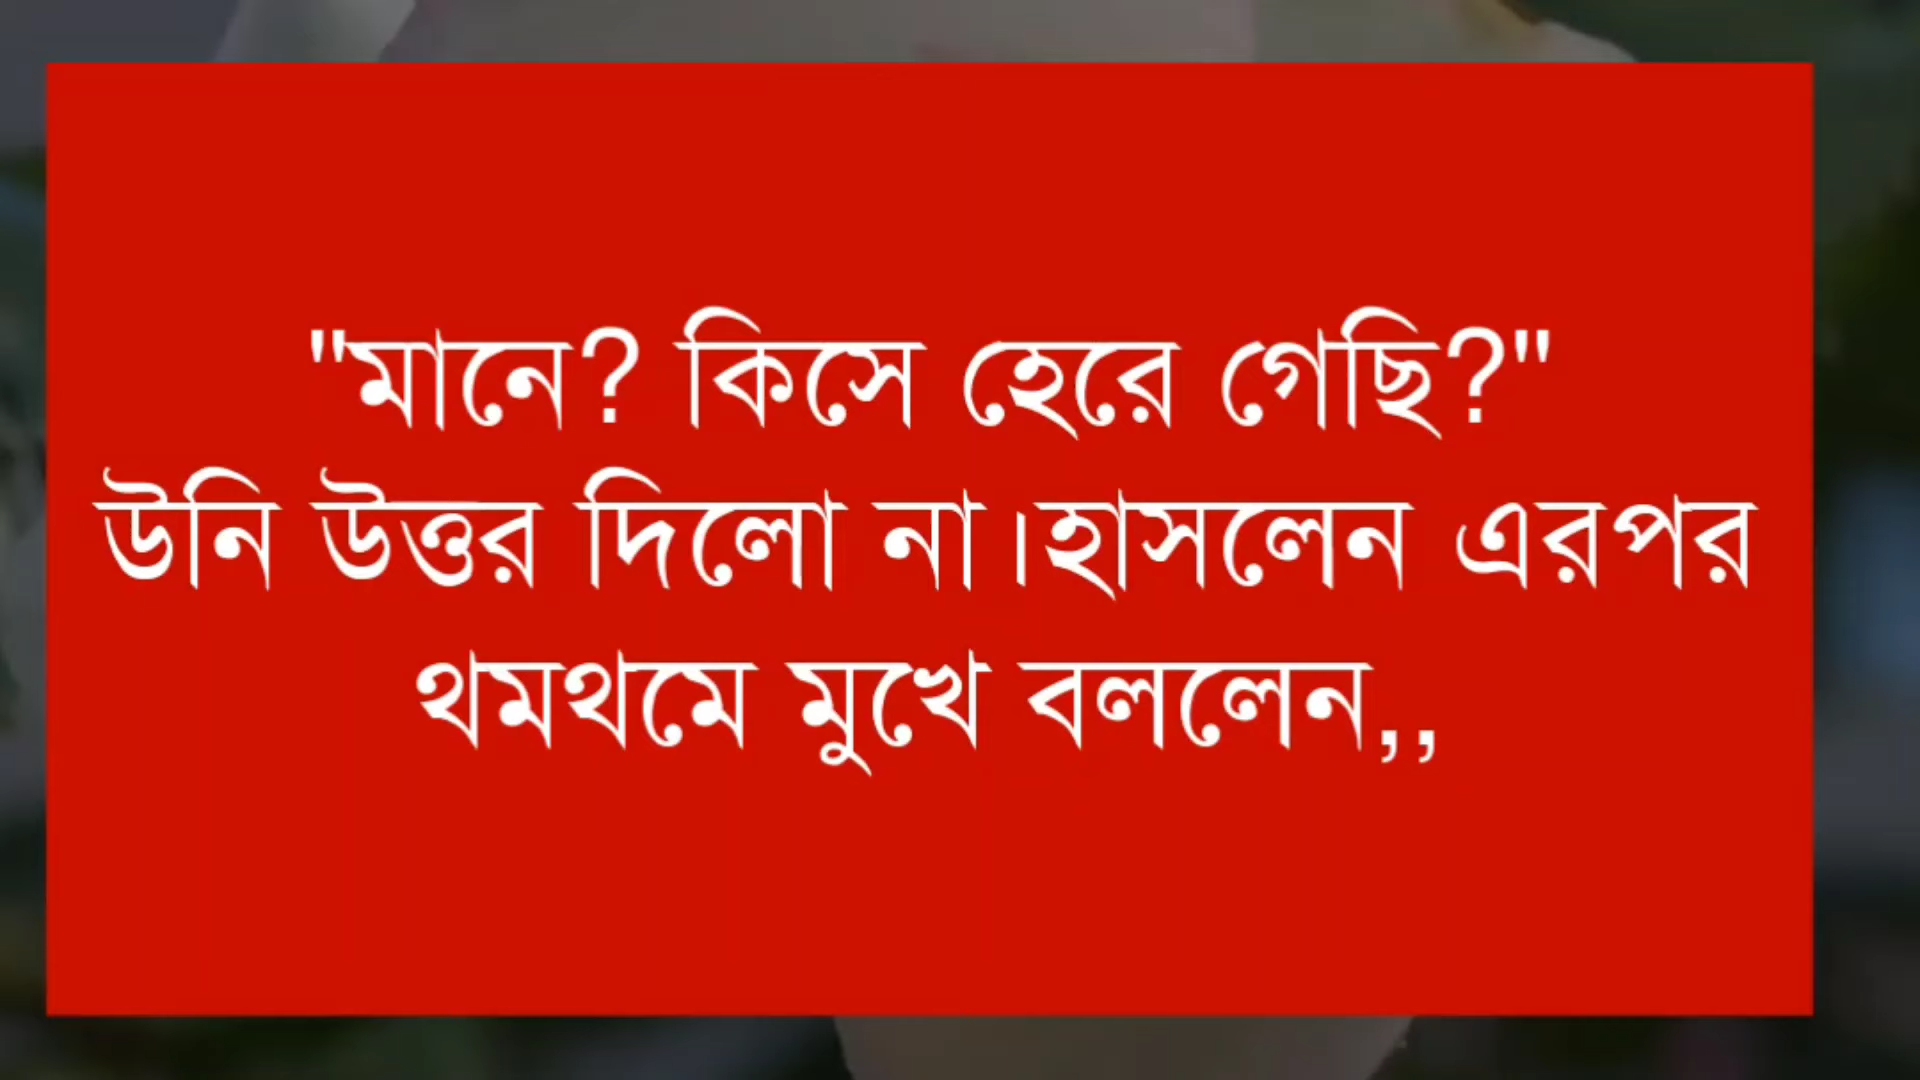 "মানে? কিসে হেরে গেছি?"
উনি উত্তর দিলো না।হাসলেন এরপর
থমথমে মুখে বললেন,,